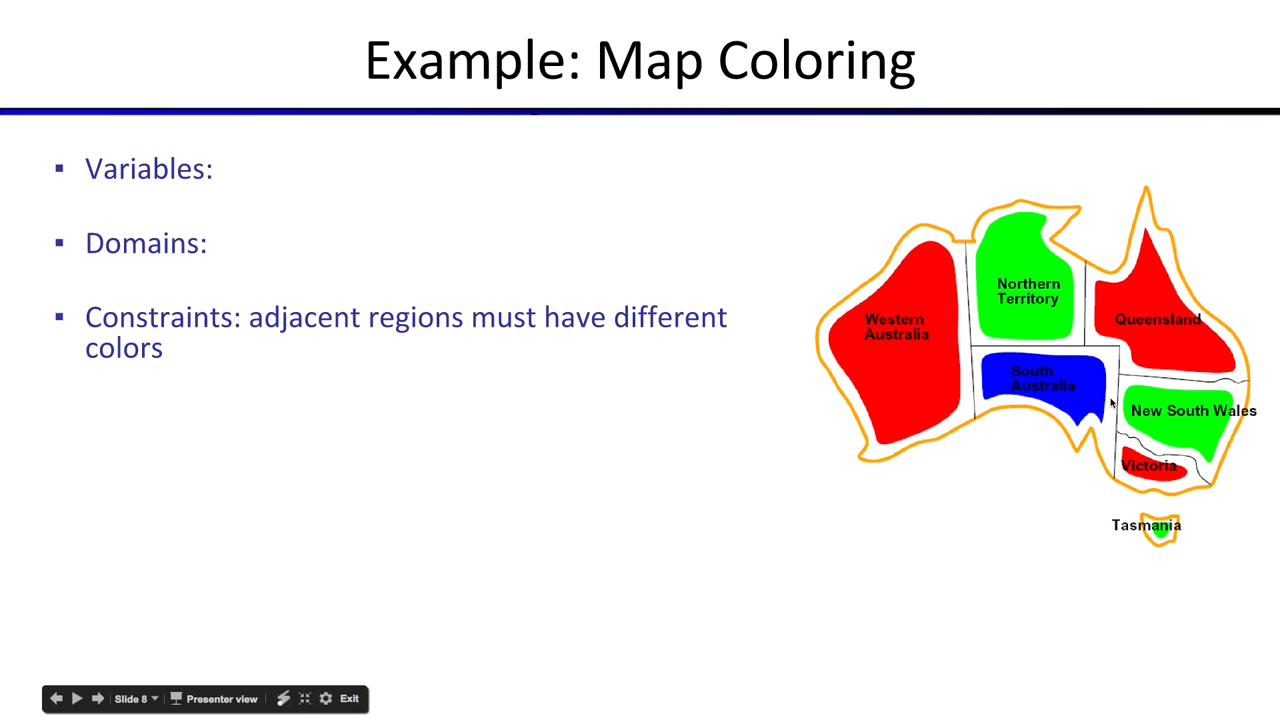 Example: Map Coloring
▪ Variables:
▪ Domains:
▪ Constraints: adjacent regions must have different
colors
Northern
Territory
Western
Australia
Queensland
South
Australia
New South Wales
Victoria
Tasmania
Slide 8
Presenter view
Exit